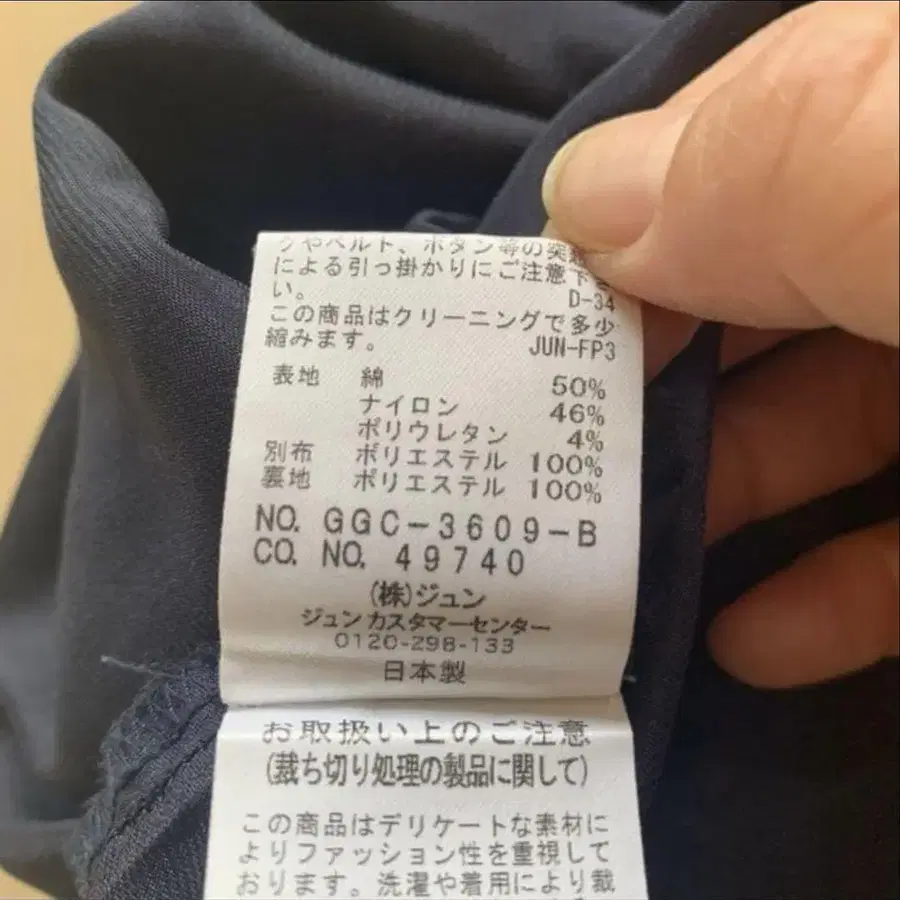 やベルト、ボタン等の突起
による引っ掛かりにご注意下さ
い。 D-34
この商品はクリーニングで多少
縮みます。 JUN-FP3
表地 綿 50%
ナイロン 46%
ポリウレタン 4%
別布 ポリエステル 100%
裏地 ポリエステル 100%
NO. GGC-3609-B
CO. NO. 49740
(株)ジュン
ジュン カスタマーセンター
0120-298-133
日本製
お取扱い上のご注意
(裁ち切り処理の製品に関して)
この商品はデリケートな素材に
よりファッション性を重視して
おります。洗濯や着用により裁